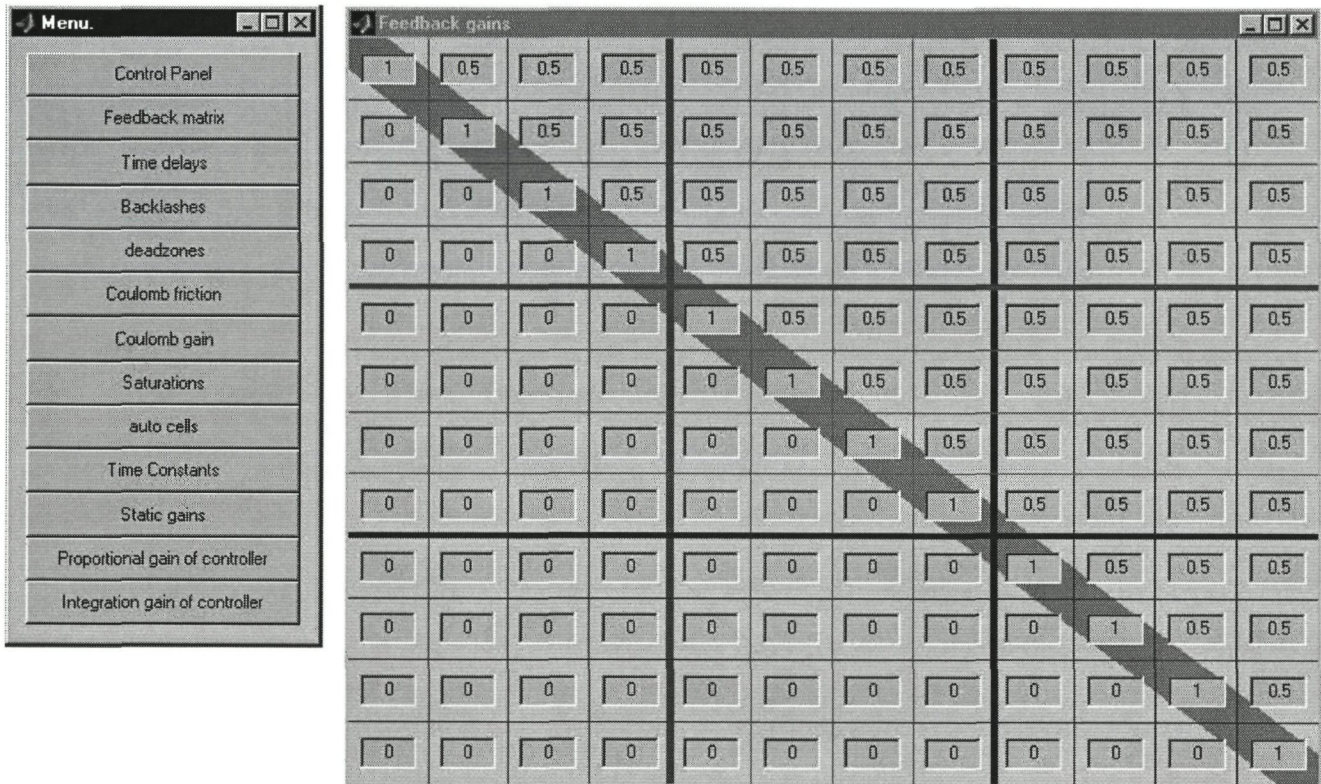 Menu.
Control Panel
Feedback matrix
Time delays
Backlashes
deadzones
Coulomb friction
Coulomb gain
Saturations
auto cells
Time Constants
Static gains
Proportional gain of controller
Integration gain of controller
Feedback gains
1 0.5 0.5 0.5 0.5 0.5 0.5 0.5 0.5 0.5 0.5 0.5
0 1 0.5 0.5 0.5 0.5 0.5 0.5 0.5 0.5 0.5 0.5
0 0 1 0.5 0.5 0.5 0.5 0.5 0.5 0.5 0.5 0.5
0 0 0 1 0.5 0.5 0.5 0.5 0.5 0.5 0.5 0.5
0 0 0 0 1 0.5 0.5 0.5 0.5 0.5 0.5 0.5
0 0 0 0 0 1 0.5 0.5 0.5 0.5 0.5 0.5
0 0 0 0 0 0 1 0.5 0.5 0.5 0.5 0.5
0 0 0 0 0 0 0 1 0.5 0.5 0.5 0.5
0 0 0 0 0 0 0 0 1 0.5 0.5 0.5
0 0 0 0 0 0 0 0 0 1 0.5 0.5
0 0 0 0 0 0 0 0 0 0 1 0.5
0 0 0 0 0 0 0 0 0 0 0 1